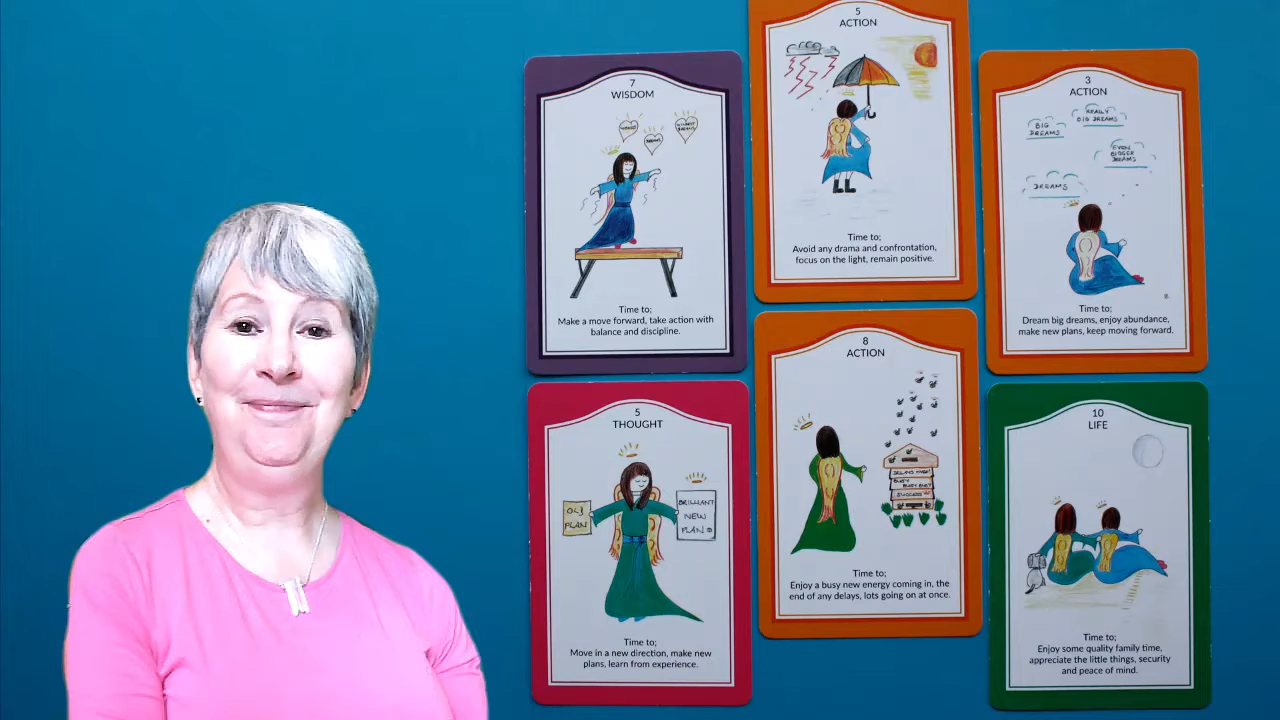 7
WISDOM
Time to;
Make a move forward, take action with
balance and discipline.
5
ACTION
Time to;
Avoid any drama and confrontation,
focus on the light, remain positive.
3
ACTION
BIG
DREAMS
REALLY
BIG DREAMS
EVEN
BIGGER
DREAMS
DREAMS
Time to;
Dream big dreams, enjoy abundance,
make new plans, keep moving forward.
5
THOUGHT
OLD
PLAN
BRILLIANT
NEW
PLAN
Time to;
Move in a new direction, make new
plans, learn from experience.
8
ACTION
BUSY
SUCCESS
Time to;
Enjoy a busy new energy coming in, the
end of any delays, lots going on at once.
10
LIFE
Time to;
Enjoy some quality family time,
appreciate the little things, security
and peace of mind.